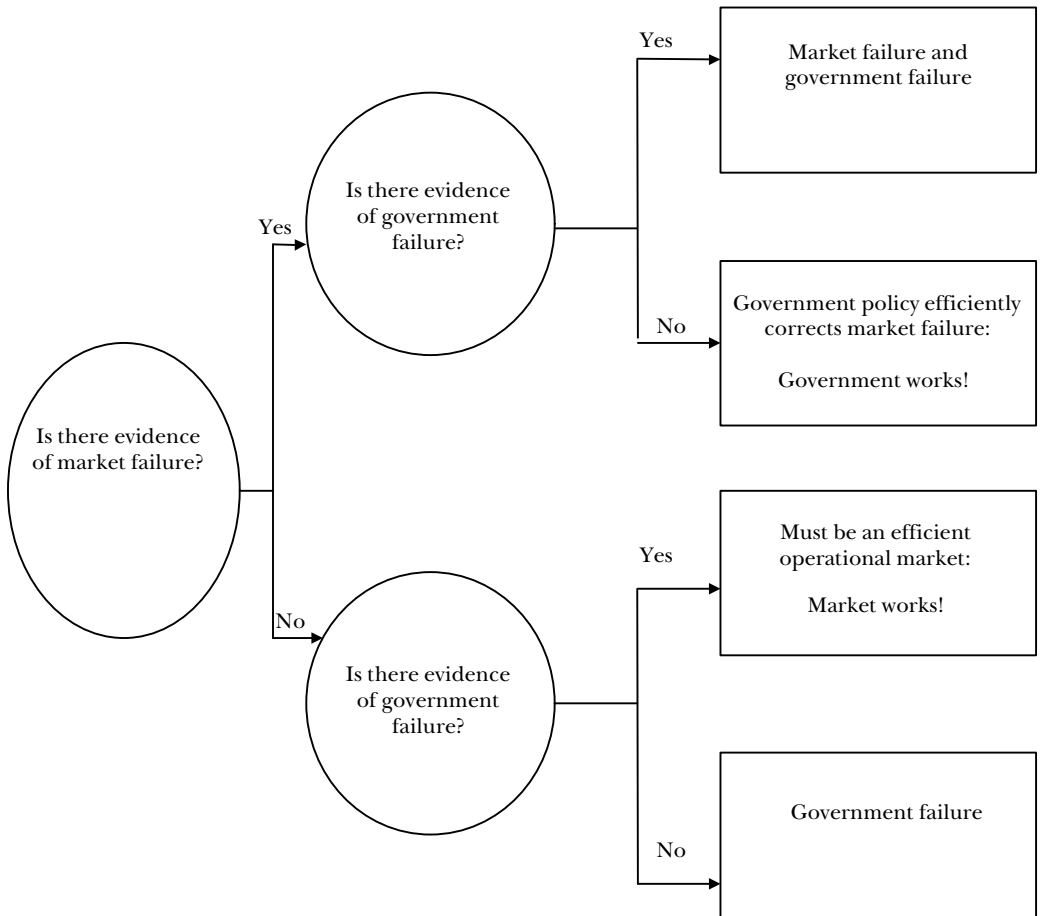 Is there evidence
of market failure?
Yes
Is there evidence
of government
failure?
Yes
Market failure and
government failure
No
Government policy efficiently
corrects market failure:
Government works!
No
Is there evidence
of government
failure?
Yes
Must be an efficient
operational market:
Market works!
No
Government failure